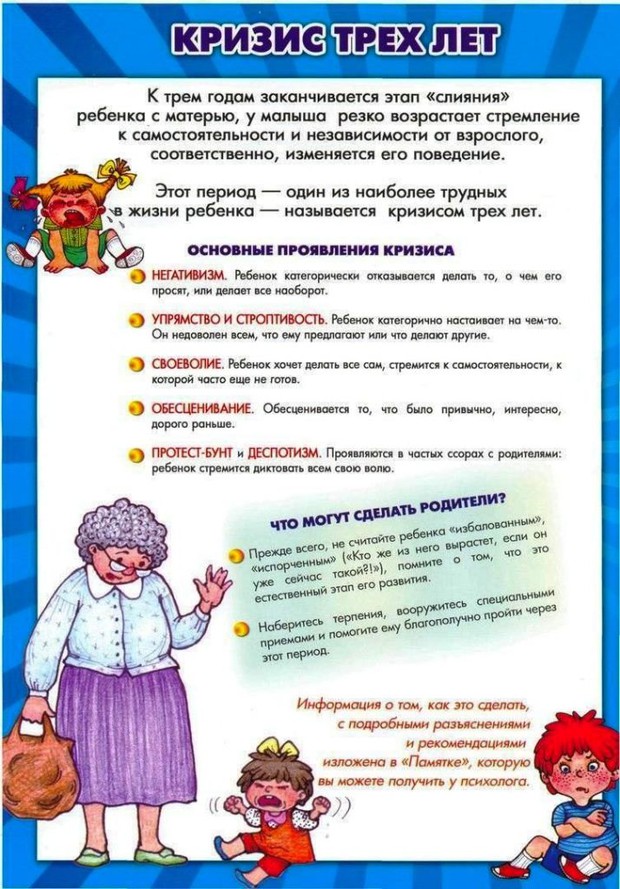 КРИЗИС ТРЕХ ЛЕТ
К трем годам заканчивается этап «слияния»
ребенка с матерью, у малыша резко возрастает стремление
к самостоятельности и независимости от взрослого,
соответственно, изменяется его поведение.
Этот период — один из наиболее трудных
в жизни ребенка — называется кризисом трех лет.
ОСНОВНЫЕ ПРОЯВЛЕНИЯ КРИЗИСА
НЕГАТИВИЗМ. Ребенок категорически отказывается делать то, о чем его
просят, или делает все наоборот.
УПРЯМСТВО И СТРОПТИВОСТЬ. Ребенок категорично настаивает на чем-то.
Он недоволен всем, что ему предлагают или что делают другие.
СВОЕВОЛИЕ. Ребенок хочет делать все сам, стремится к самостоятельности, к
которой часто еще не готов.
ОБЕСЦЕНИВАНИЕ. Обесценивается то, что было привычно, интересно,
дорого раньше.
ПРОТЕСТ-БУНТ и ДЕСПОТИЗМ. Проявляются в частых ссорах с родителями:
ребенок стремится диктовать всем свою волю.
ЧТО МОГУТ СДЕЛАТЬ РОДИТЕЛИ?
Прежде всего, не считайте ребенка «избалованным»,
«испорченным» («Кто же из него вырастет, если он
уже сейчас такой?!»), помните о том, что это
естественный этап его развития.
Наберитесь терпения, вооружитесь специальными
приемами и помогите ему благополучно пройти через
этот период.
Информация о том, как это сделать,
с подробными разъяснениями
и рекомендациями
изложена в «Памятке», которую
вы можете получить у психолога.